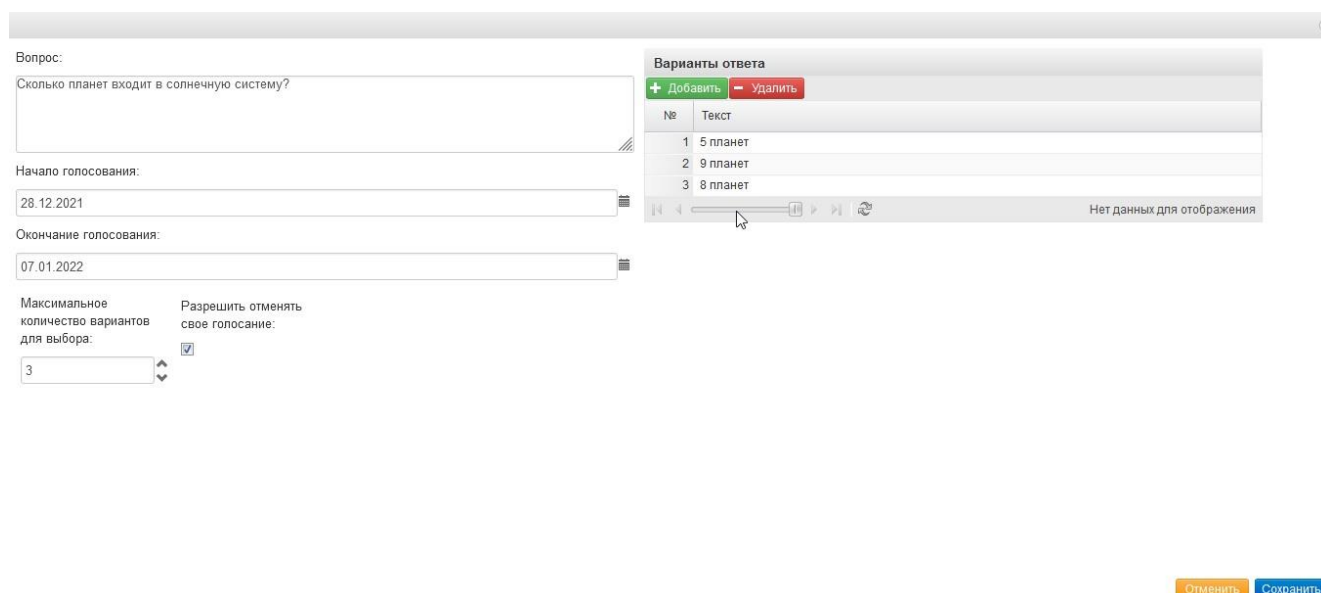 Вопрос:
Сколько планет входит в солнечную систему?
Начало голосования:
28.12.2021
Окончание голосования:
07.01.2022
Максимальное
количество вариантов
для выбора:
3
Разрешить отменять
свое голосание:
Варианты ответа
Добавить Удалить
№ Текст
1 5 планет
2 9 планет
3 8 планет
Нет данных для отображения
Отменить Сохранить